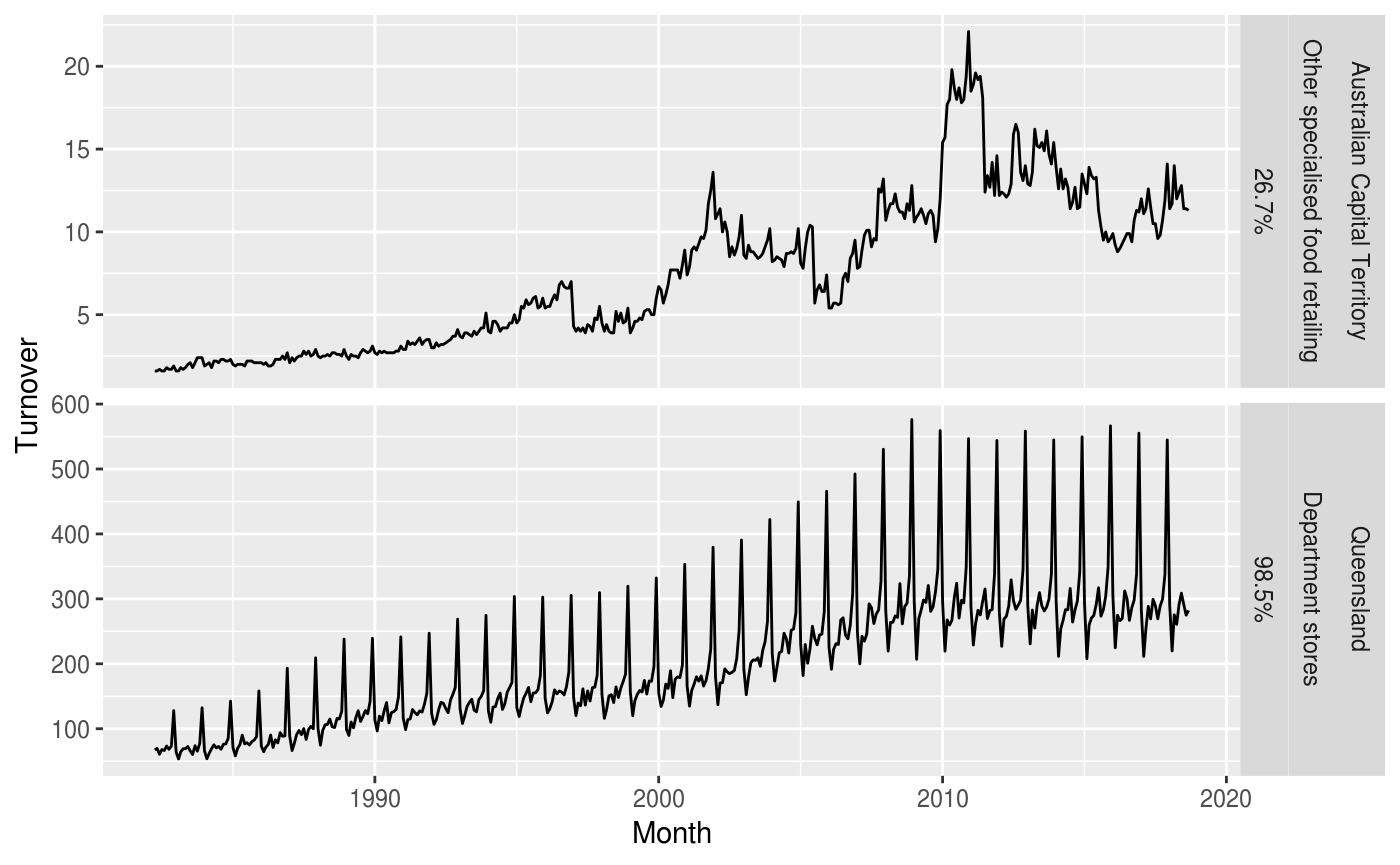 Turnover
20
15
10
5
Australian Capital Territory
Other specialised food retailing
26.7%
600
500
400
300
200
100
Queensland
Department stores
98.5%
1990
2000
2010
2020
Month